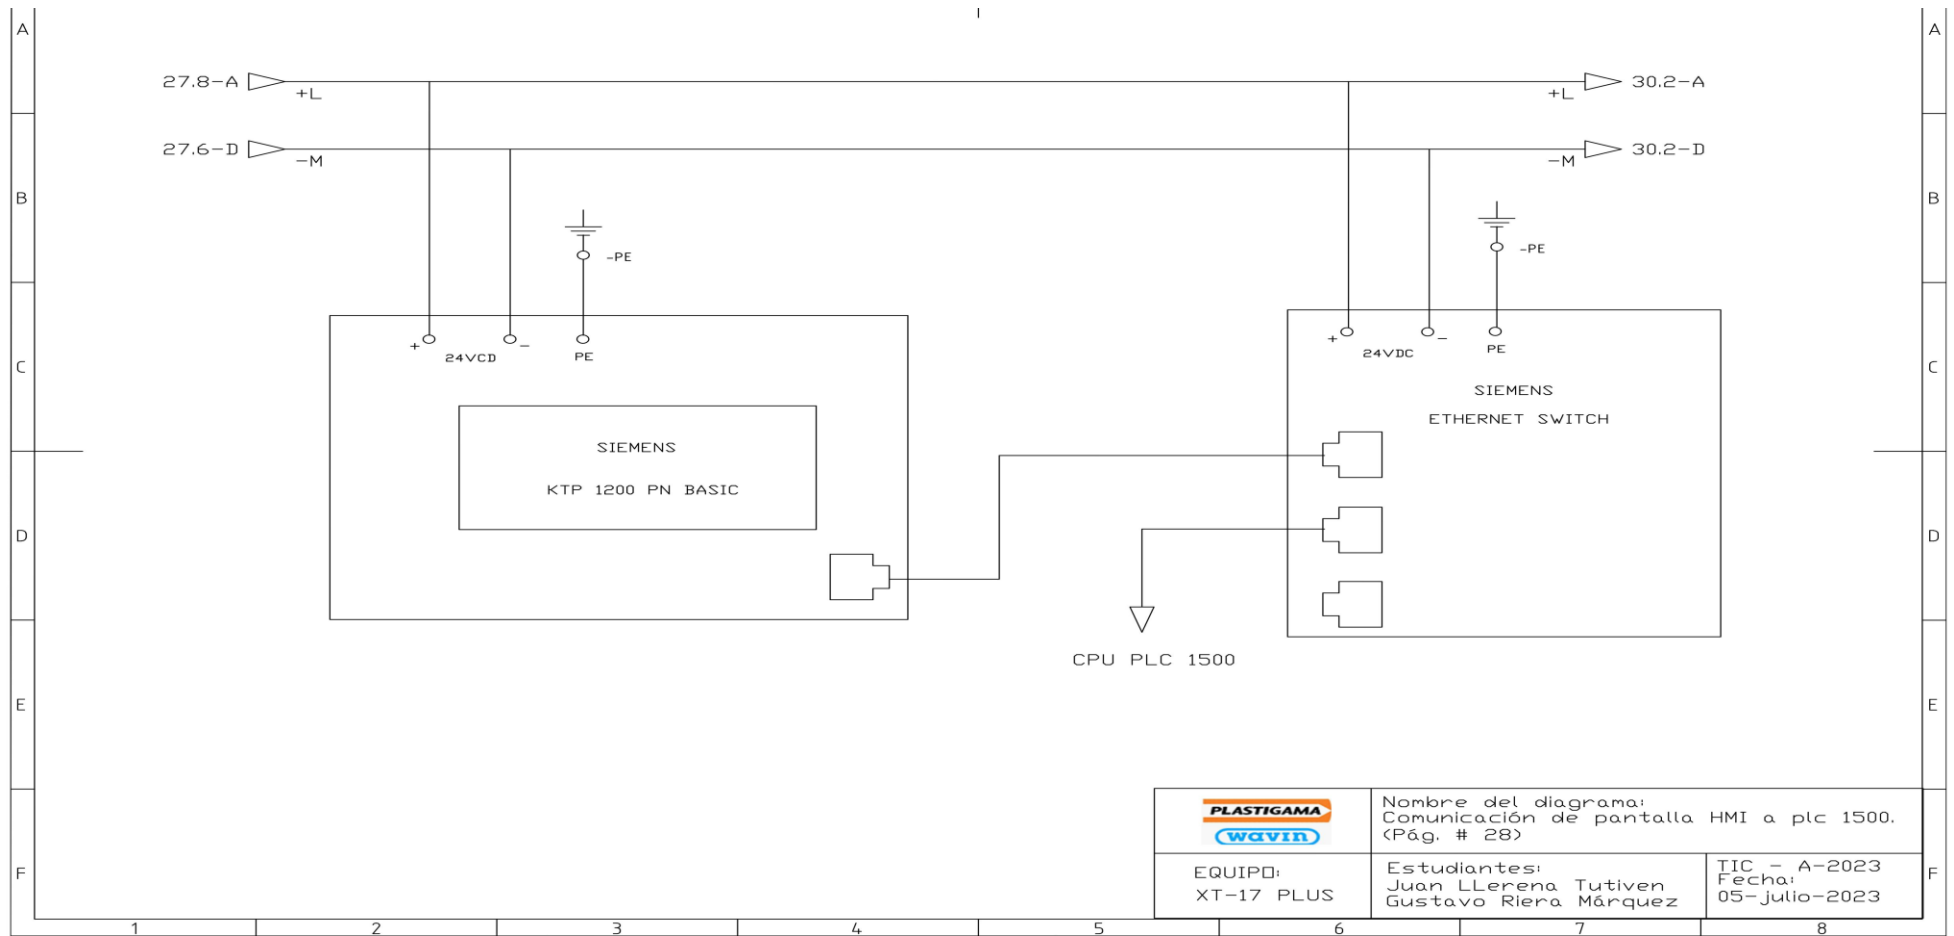 A
A
27.8-A
+L
+L
30.2-A
27.6-D
-M
-M
30.2-D
B
B
-PE
-PE
+
24VCD
-
PE
+
24VDC
-
PE
C
C
SIEMENS
ETHERNET SWITCH
SIEMENS
KTP 1200 PN BASIC
D
D
CPU PLC 1500
E
E
PLASTIGAMA
wavin
Nombre del diagrama:
Comunicación de pantalla HMI a plc 1500.
(Pág. # 28)
EQUIPO:
XT-17 PLUS
Estudiantes:
Juan LLerena Tutiven
Gustavo Riera Márquez
TIC - A-2023
Fecha:
05-julio-2023
F
F
1 2 3 4 5 6 7 8